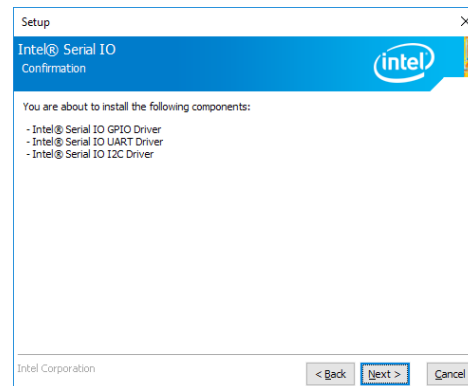 Setup
Intel® Serial IO
Confirmation
intel
You are about to install the following components:
- Intel® Serial IO GPIO Driver
- Intel® Serial IO UART Driver
- Intel® Serial IO I2C Driver
Intel Corporation
< Back
Next >
Cancel